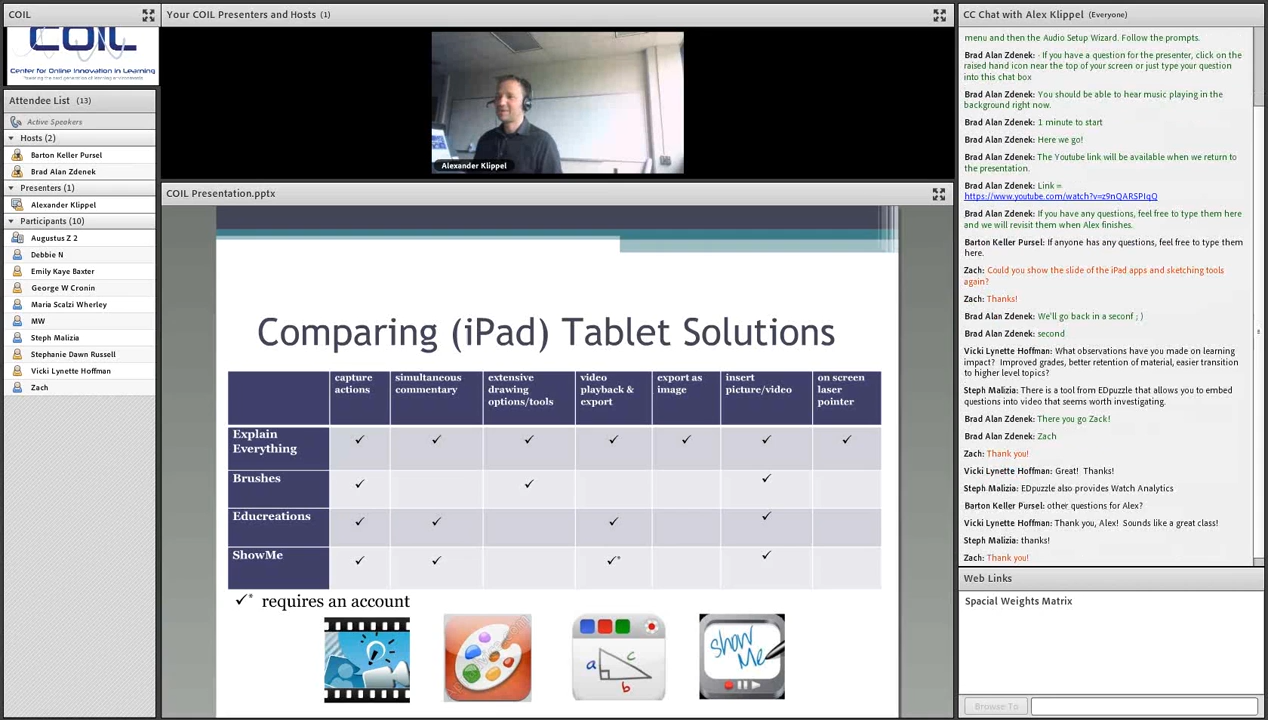 COIL
Your COIL Presenters and Hosts (1)
CC Chat with Alex Klippel (Everyone)
COIL
Center for Online Innovation in Learning
Attendee List (13)
Active Speakers
Hosts (2)
Barton Keller Pursel
Brad Alan Zdenek
Presenters (1)
Alexander Klippel
Participants (10)
Augustus Z 2
Debbie N
Emily Kaye Baxter
George W Cronin
Maria Scalzi Wherley
MW
Steph Malizia
Stephanie Dawn Russell
Vicki Lynette Hoffman
Zach
Alexander Klippel
COIL Presentation.pptx
Comparing (iPad) Tablet Solutions
capture actions
simultaneous commentary
extensive drawing options/tools
video playback & export
export as image
insert picture/video
on screen laser pointer
Explain Everything ✓ ✓ ✓ ✓ ✓ ✓ ✓
Brushes ✓ ✓ ✓
Educreations ✓ ✓ ✓ ✓
ShowMe ✓ ✓ ✓* ✓
✓* requires an account
a c b
show Me
menu and then the Audio Setup Wizard. Follow the prompts.
Brad Alan Zdenek: - If you have a question for the presenter, click on the
raised hand icon near the top of your screen or just type your question
into this chat box
Brad Alan Zdenek: You should be able to hear music playing in the
background right now.
Brad Alan Zdenek: 1 minute to start
Brad Alan Zdenek: Here we go!
Brad Alan Zdenek: The Youtube link will be available when we return to
the presentation.
Brad Alan Zdenek: Link =
https://www.youtube.com/watch?v=z9nQARSPIqQ
Brad Alan Zdenek: If you have any questions, feel free to type them here
and we will revisit them when Alex finishes.
Barton Keller Pursel: If anyone has any questions, feel free to type them
here.
Zach: Could you show the slide of the iPad apps and sketching tools
again?
Zach: Thanks!
Brad Alan Zdenek: We'll go back in a seconf ; )
Brad Alan Zdenek: second
Vicki Lynette Hoffman: What observations have you made on learning
impact? Improved grades, better retention of material, easier transition
to higher level topics?
Steph Malizia: There is a tool from EDpuzzle that allows you to embed
questions into video that seems worth investigating.
Brad Alan Zdenek: There you go Zack!
Brad Alan Zdenek: Zach
Zach: Thank you!
Vicki Lynette Hoffman: Great! Thanks!
Steph Malizia: EDpuzzle also provides Watch Analytics
Barton Keller Pursel: other questions for Alex?
Vicki Lynette Hoffman: Thank you, Alex! Sounds like a great class!
Steph Malizia: thanks!
Zach: Thank you!
Web Links
Spacial Weights Matrix
Browse To